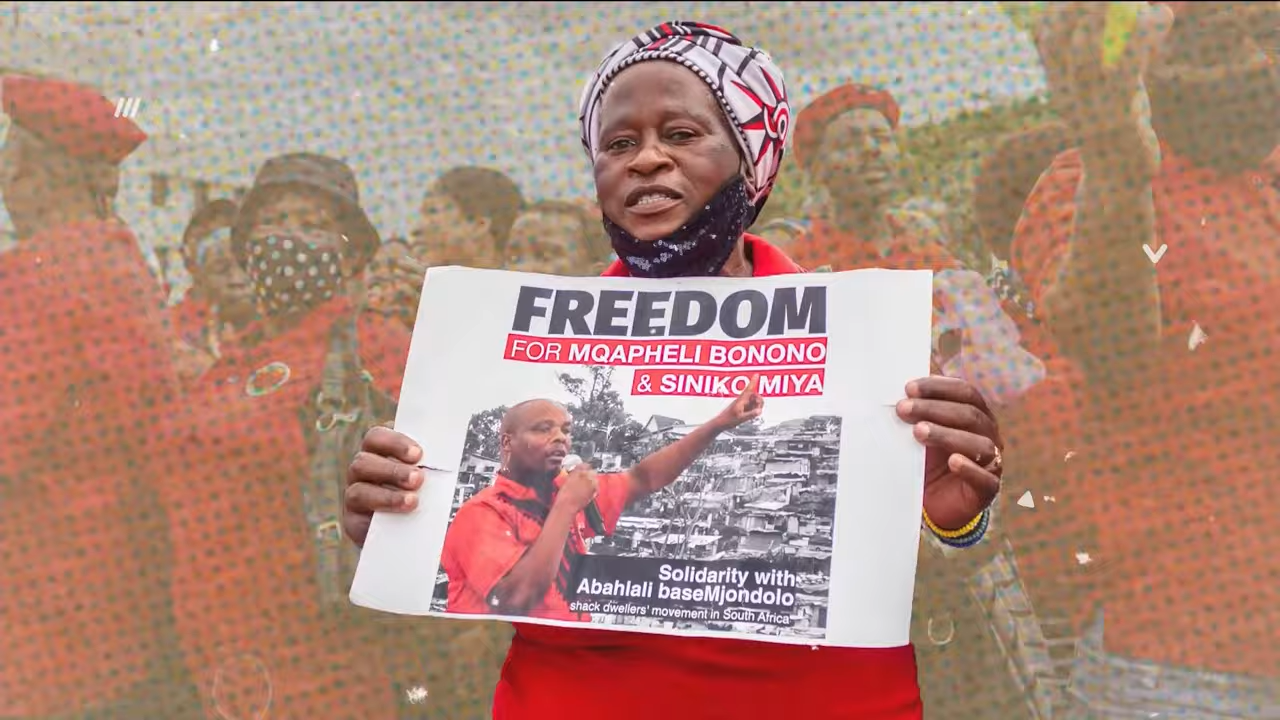 FREEDOM
FOR MQAPHELI BONONO
& SINIKO MIYA
Solidarity with
Abahlali baseMjondolo
shack dwellers' movement in South Africa